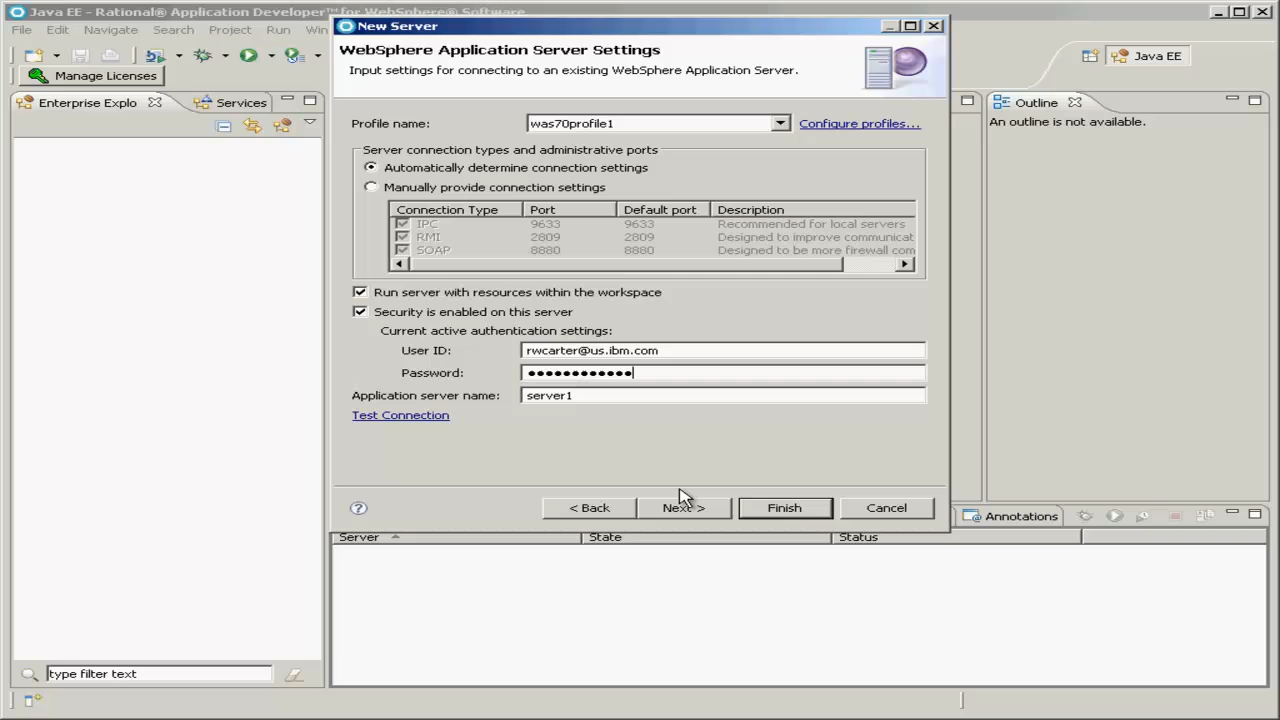 Java EE - Rational® Application Developer™ for WebSphere® Software
New Server
File Edit Navigate Search Project Run Win
WebSphere Application Server Settings
Input settings for connecting to an existing WebSphere Application Server.
Java EE
Manage Licenses
Enterprise Explo
Services
Outline
An outline is not available.
Profile name: was70profile1 Configure profiles...
Server connection types and administrative ports
Automatically determine connection settings
Manually provide connection settings
Connection Type Port Default port Description
IPC 9633 9633 Recommended for local servers
RMI 2809 2809 Designed to improve communicat
SOAP 8880 8880 Designed to be more firewall com
Run server with resources within the workspace
Security is enabled on this server
Current active authentication settings:
User ID: rwcarter@us.ibm.com
Password: ●●●●●●●●●●●●
Application server name: server1
Test Connection
? < Back Next > Finish Cancel
Annotations
Server State Status
type filter text